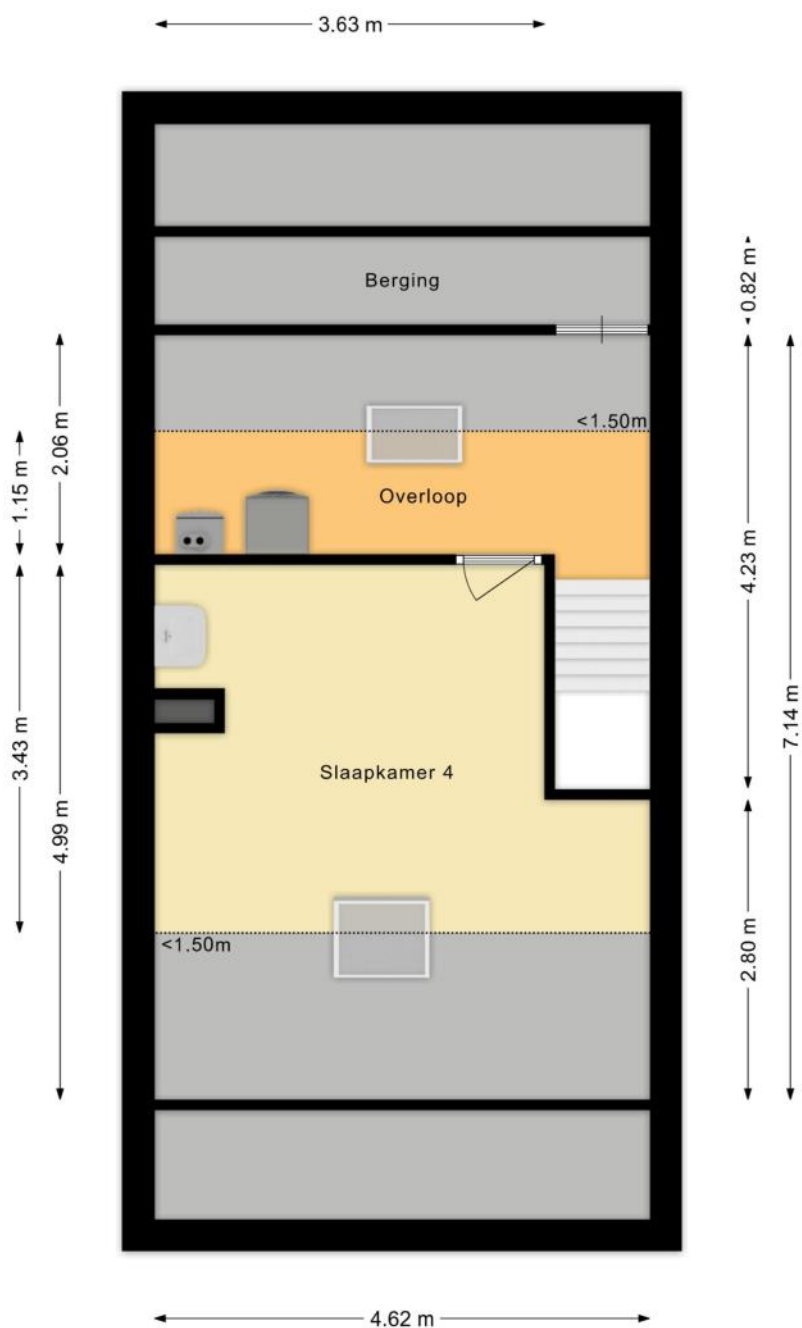 3.63 m
Berging
0.82 m
<1.50m
2.06 m
1.15 m
Overloop
4.23 m
7.14 m
3.43 m
Slaapkamer 4
4.99 m
<1.50m
2.80 m
4.62 m